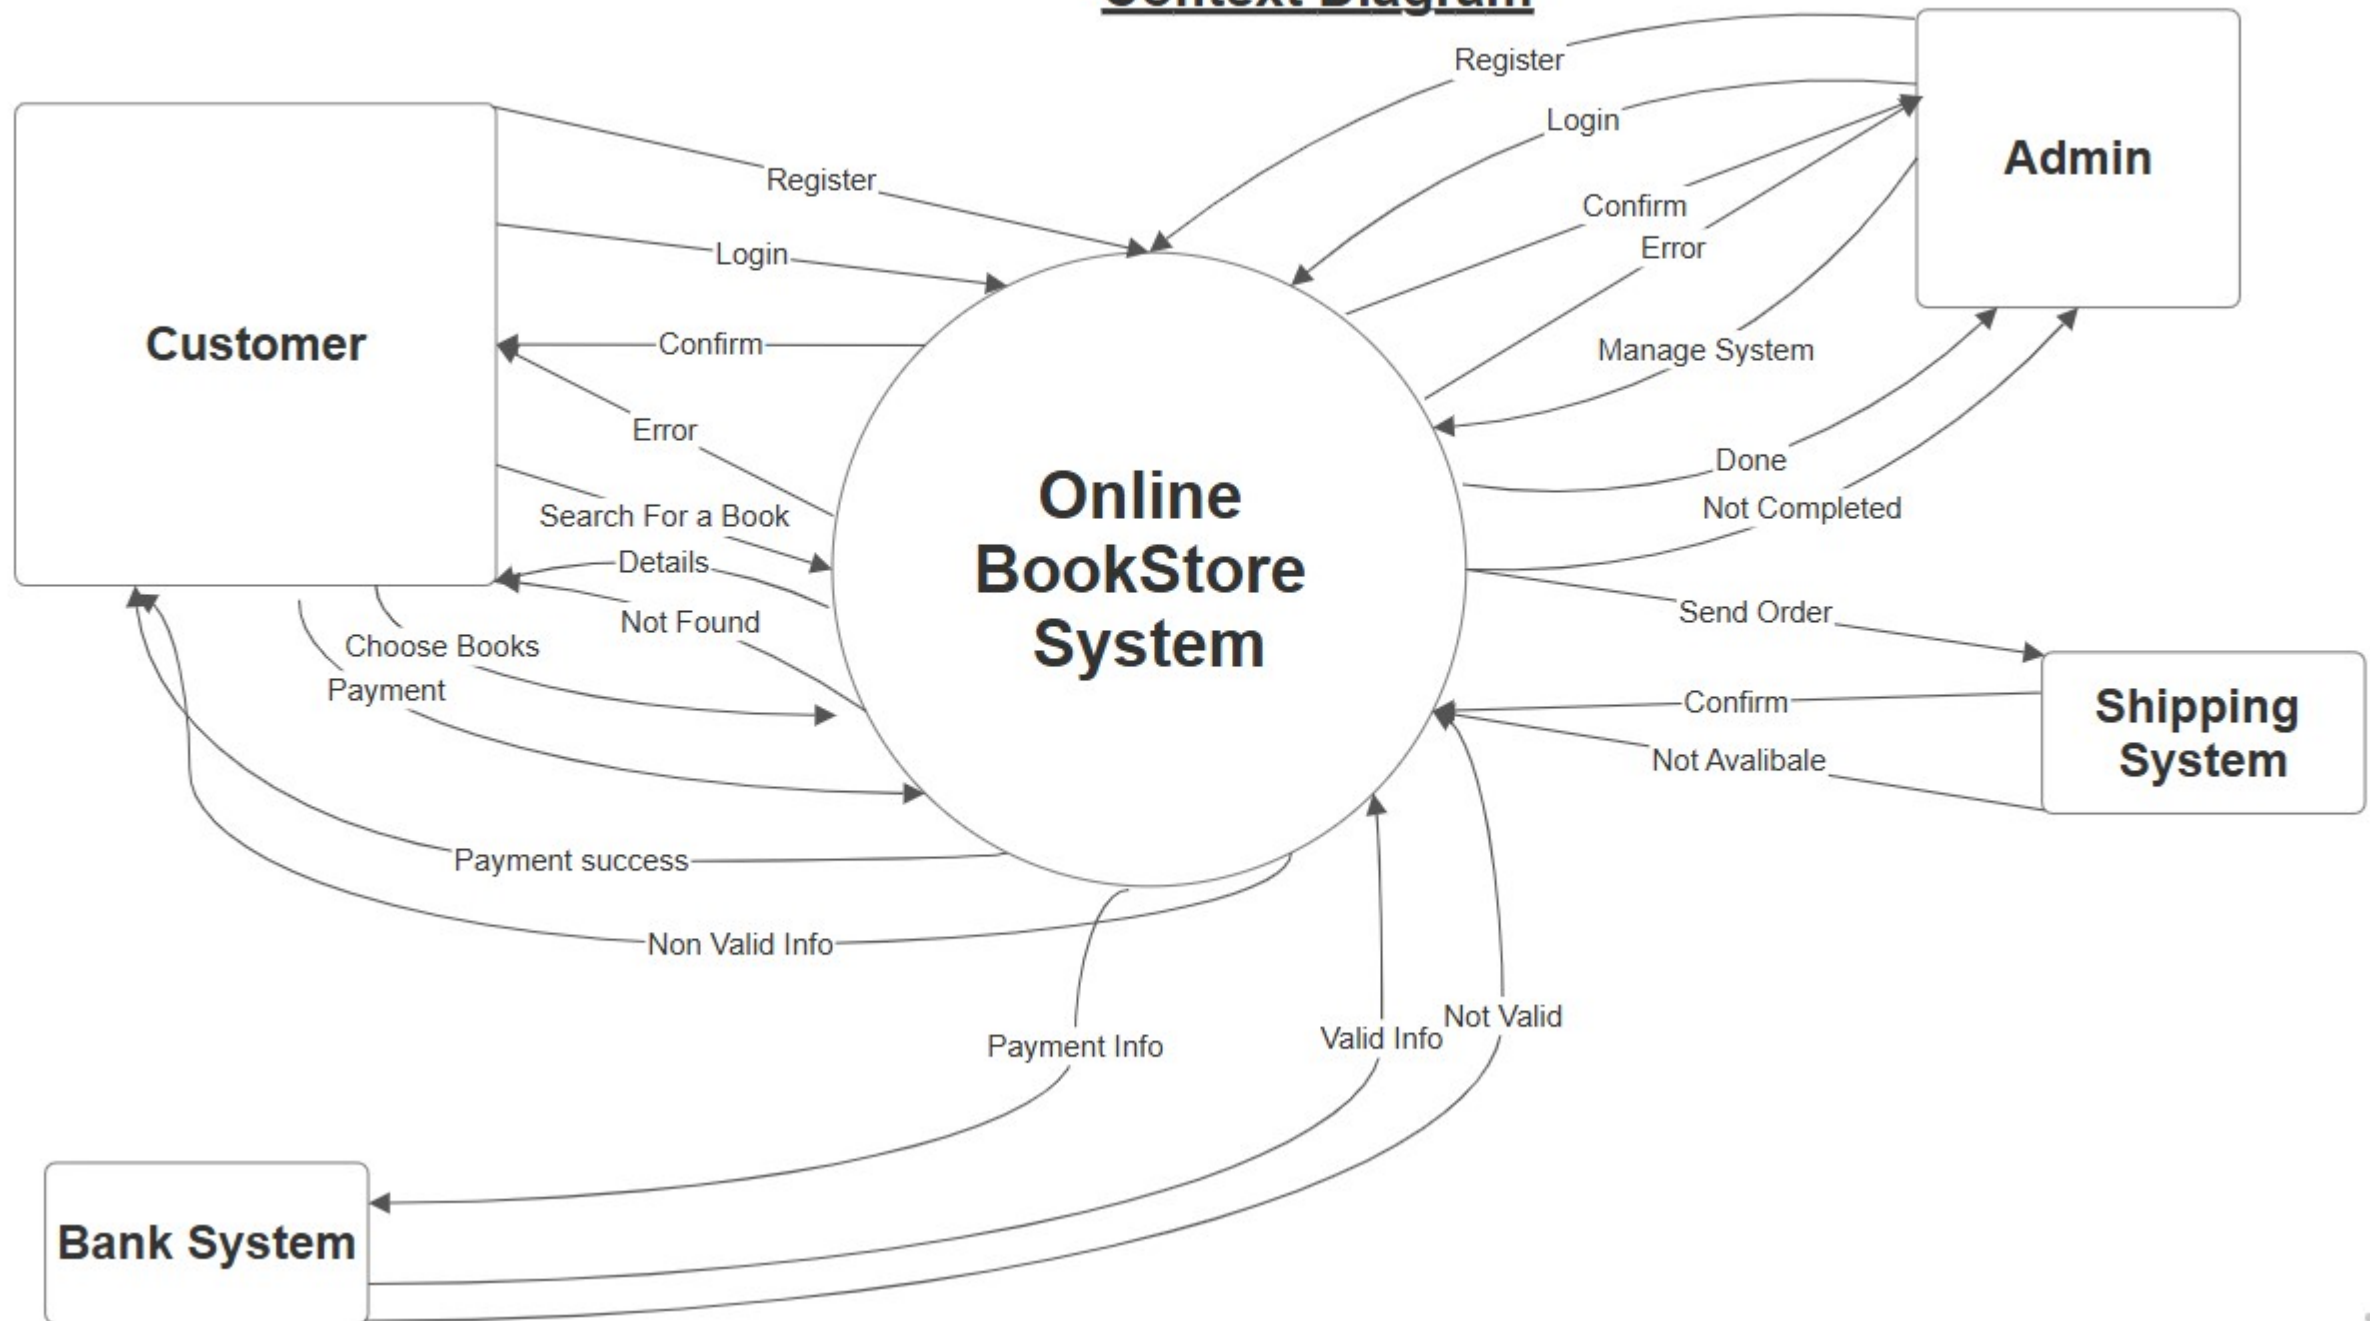 Context Diagram
Register
Login
Admin
Register
Confirm
Login
Error
Customer
Confirm
Manage System
Error
Done
Online
BookStore
System
Search For a Book
Not Completed
Details
Send Order
Not Found
Choose Books
Payment
Confirm
Shipping
System
Not Avalibale
Payment success
Non Valid Info
Not Valid
Payment Info
Valid Info
Bank System